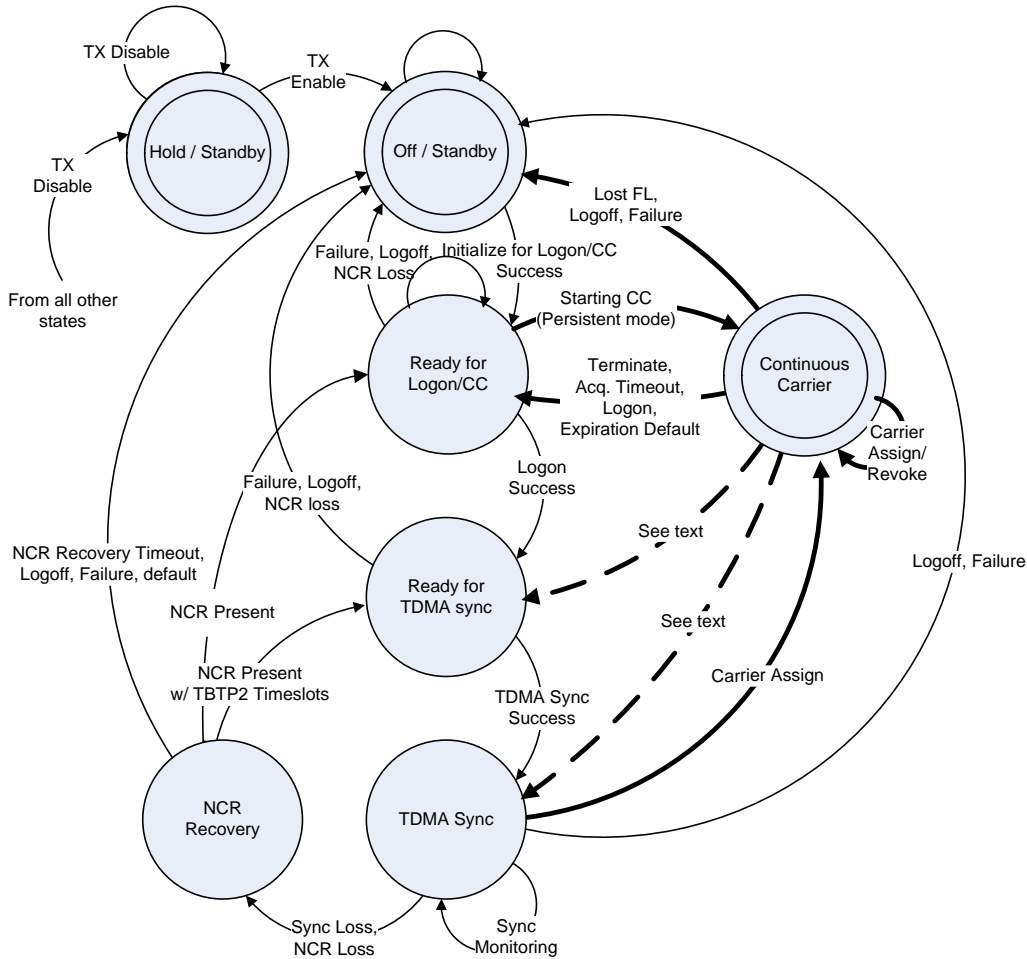 TX Disable
TX
Enable
Hold / Standby
Off / Standby
TX
Disable
From all other
states
Lost FL,
Logoff, Failure
Failure, Logoff,
NCR Loss
Initialize for Logon/CC
Success
Starting CC
(Persistent mode)
Ready for
Logon/CC
Continuous
Carrier
Terminate,
Acq. Timeout,
Logon,
Expiration Default
Carrier
Assign/
Revoke
Logon
Success
Failure, Logoff,
NCR loss
See text
NCR Recovery Timeout,
Logoff, Failure, default
Logoff, Failure
Ready for
TDMA sync
NCR Present
See text
NCR Present
w/ TBTP2 Timeslots
Carrier Assign
TDMA Sync
Success
NCR
Recovery
TDMA Sync
Sync Loss,
NCR Loss
Sync
Monitoring